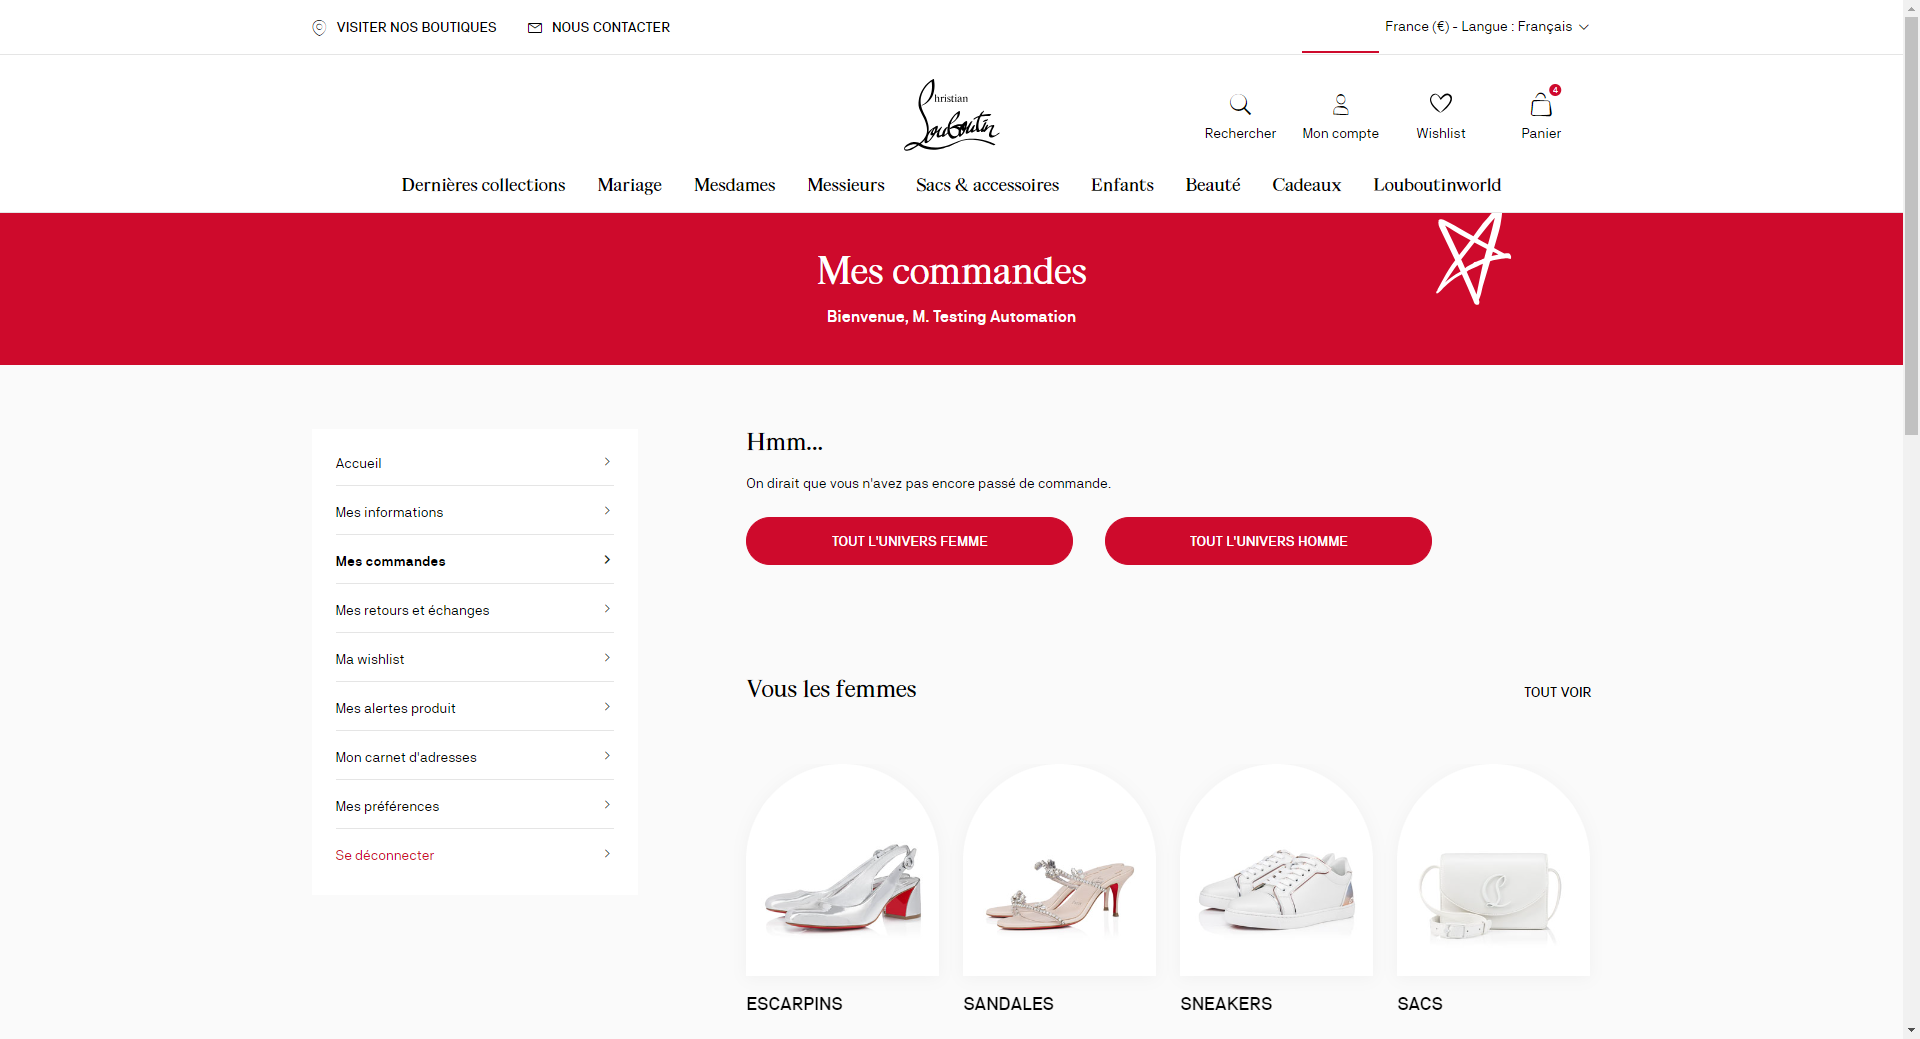 VISITER NOS BOUTIQUES
NOUS CONTACTER
France (€) - Langue : Français
Christian
Louboutin
Rechercher
Mon compte
Wishlist
4
Panier
Dernières collections
Mariage
Mesdames
Messieurs
Sacs & accessoires
Enfants
Beauté
Cadeaux
Louboutinworld
Mes commandes
Bienvenue, M. Testing Automation
Accueil
Mes informations
Mes commandes
Mes retours et échanges
Ma wishlist
Mes alertes produit
Mon carnet d'adresses
Mes préférences
Se déconnecter
Hmm...
On dirait que vous n'avez pas encore passé de commande.
TOUT L'UNIVERS FEMME
TOUT L'UNIVERS HOMME
Vous les femmes
TOUT VOIR
ESCARPINS
SANDALES
SNEAKERS
SACS